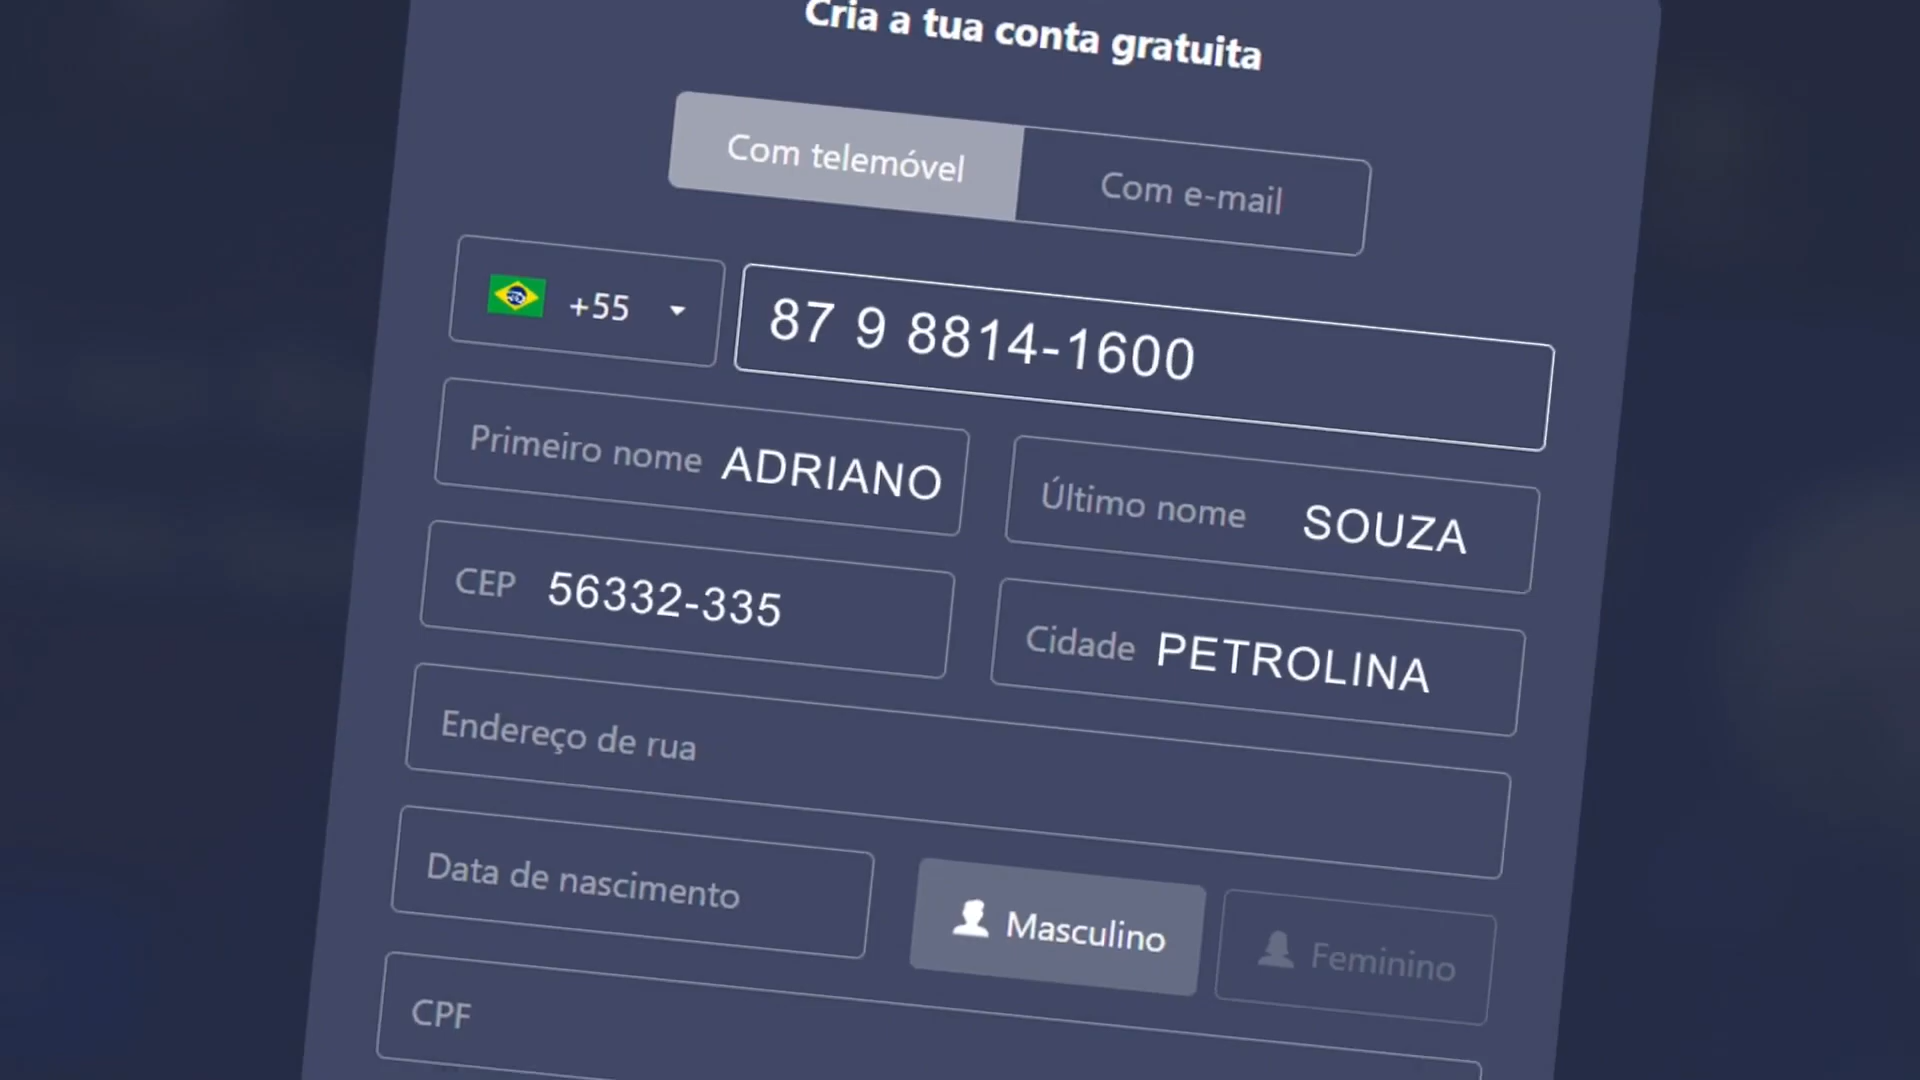 Cria a tua conta gratuita
Com telemóvel Com e-mail
+55 87 9 8814-1600
Primeiro nome ADRIANO Último nome SOUZA
CEP 56332-335 Cidade PETROLINA
Endereço de rua
Data de nascimento Masculino Feminino
CPF